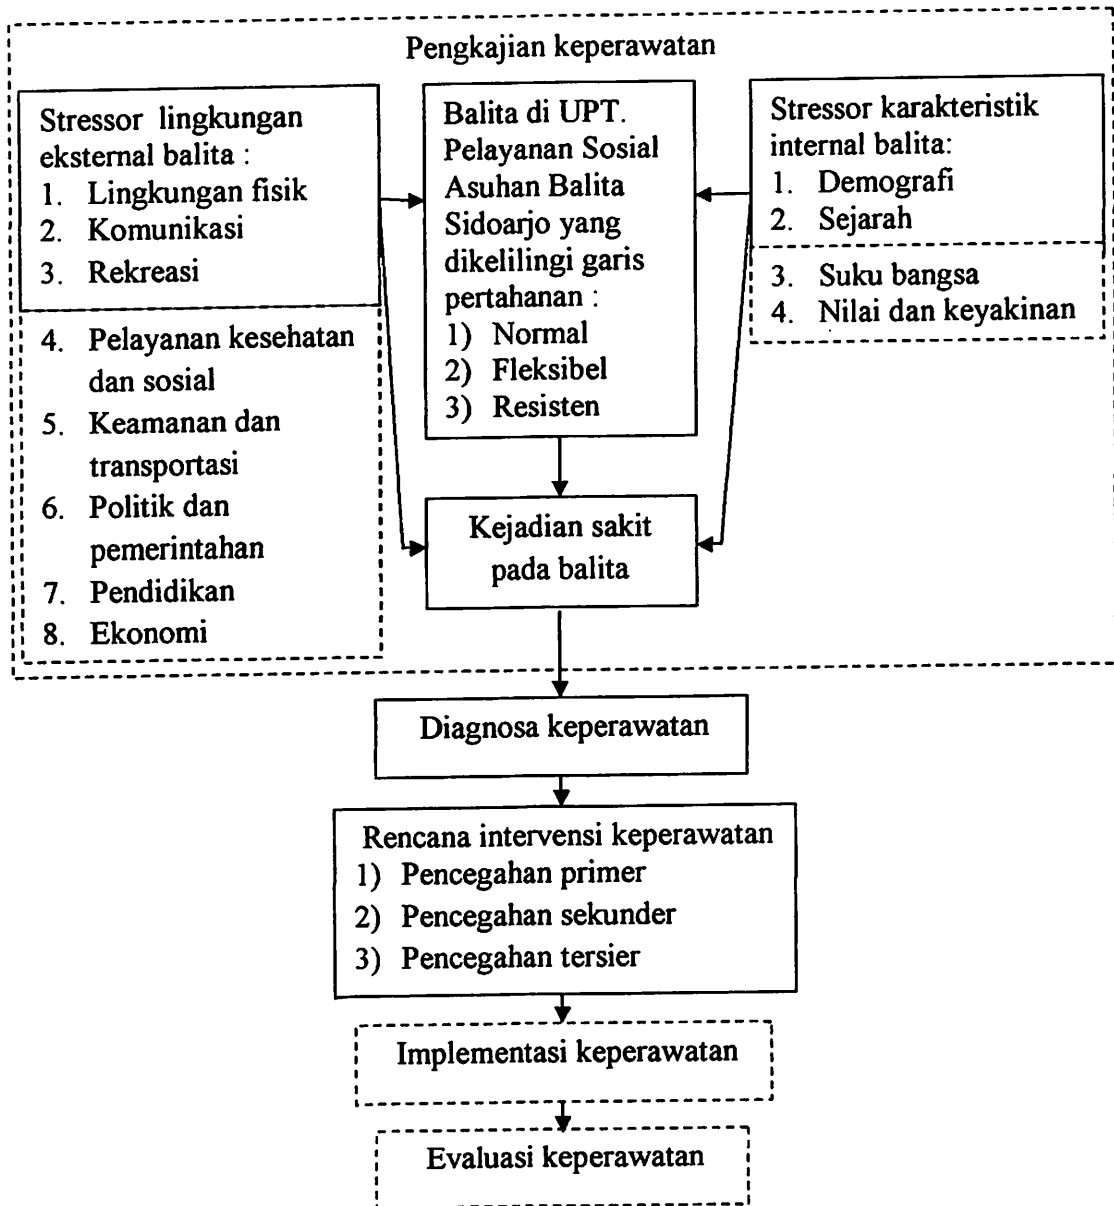 Pengkajian keperawatan
Stressor lingkungan
eksternal balita :
1. Lingkungan fisik
2. Komunikasi
3. Rekreasi
4. Pelayanan kesehatan
dan sosial
5. Keamanan dan
transportasi
6. Politik dan
pemerintahan
7. Pendidikan
8. Ekonomi
Balita di UPT.
Pelayanan Sosial
Asuhan Balita
Sidoarjo yang
dikelilingi garis
pertahanan :
1) Normal
2) Fleksibel
3) Resisten
Stressor karakteristik
internal balita:
1. Demografi
2. Sejarah
3. Suku bangsa
4. Nilai dan keyakinan
Kejadian sakit
pada balita
Diagnosa keperawatan
Rencana intervensi keperawatan
1) Pencegahan primer
2) Pencegahan sekunder
3) Pencegahan tersier
Implementasi keperawatan
Evaluasi keperawatan